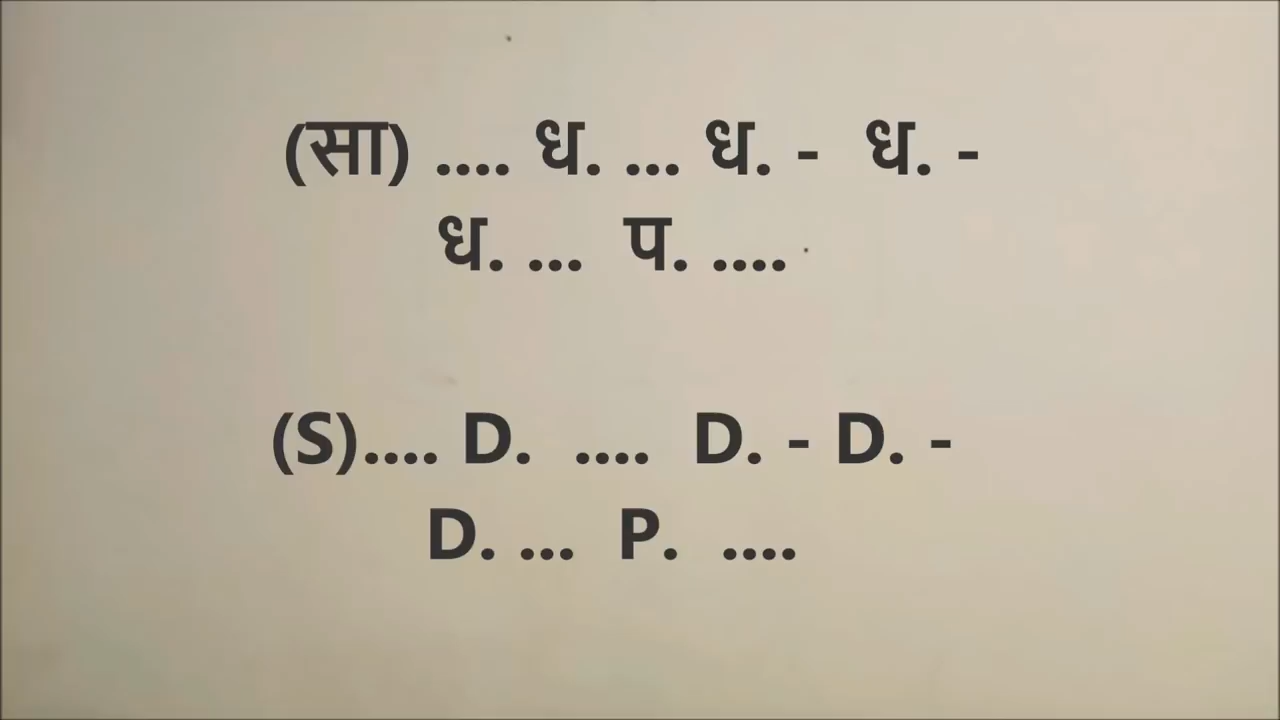 (सा) .... ध. ... ध. - ध. -
ध. ... प. ....
(S).... D. .... D. - D. -
D. ... P. ....